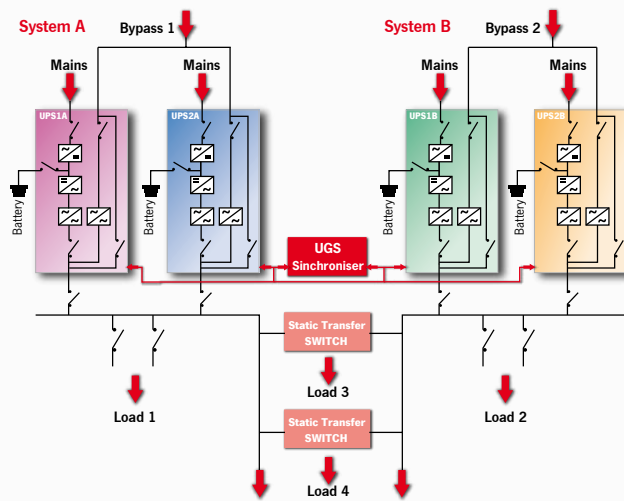 System A
Bypass 1
System B
Bypass 2
Mains
Mains
Mains
Mains
UPS1A
UPS2A
UPS1B
UPS2B
Battery
Battery
Battery
Battery
UGS
Sinchroniser
Static Transfer
SWITCH
Load 3
Load 1
Load 2
Static Transfer
SWITCH
Load 4